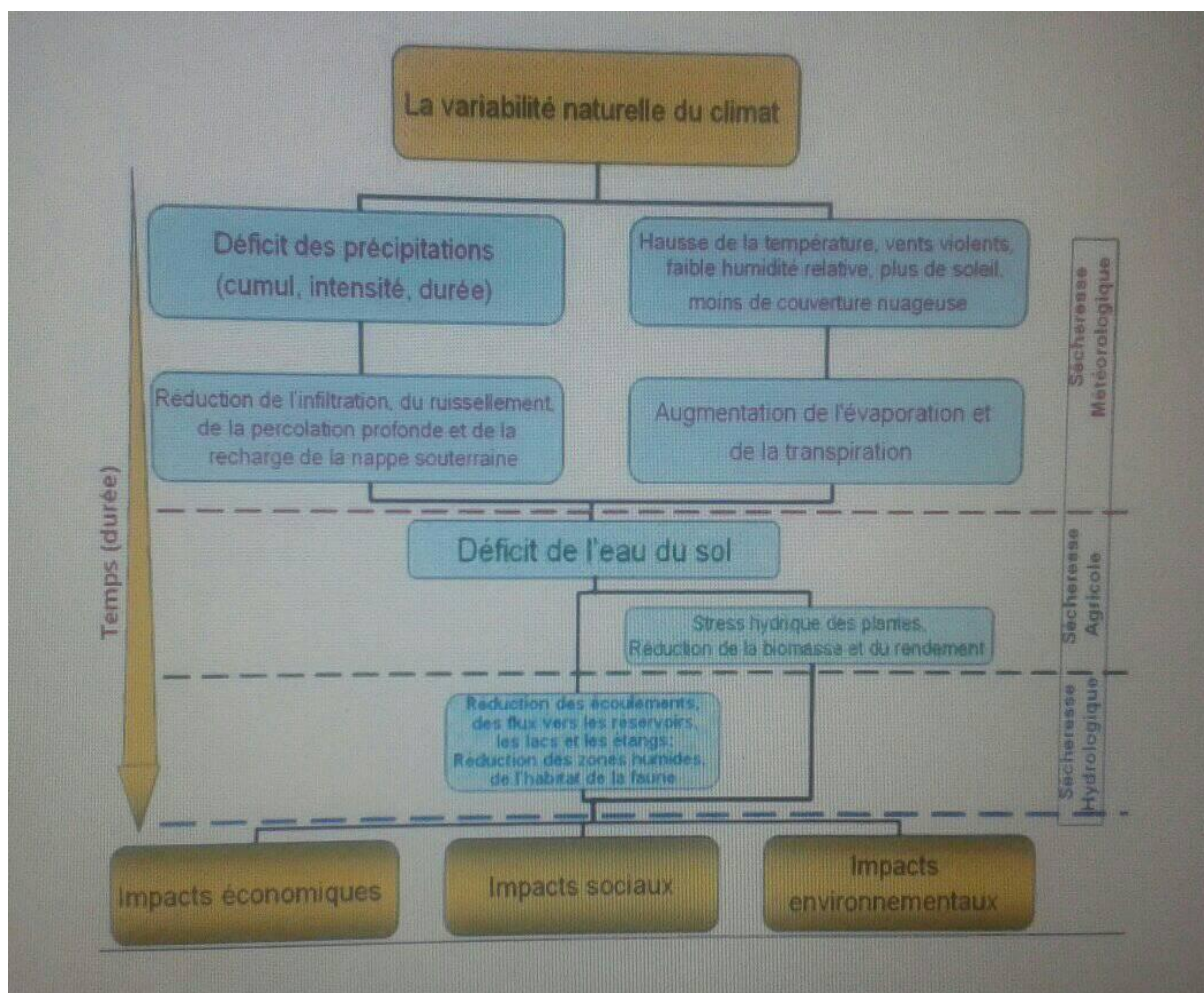 La variabilité naturelle du climat
Déficit des précipitations
(cumul, intensité, durée)
Hausse de la température, vents violents,
faible humidité relative, plus de soleil,
moins de couverture nuageuse
Réduction de l'infiltration, du ruissellement,
de la percolation profonde et de la
recharge de la nappe souterraine
Augmentation de l'évaporation et
de la transpiration
Sécheresse
Météorologique
Temps (durée)
Déficit de l'eau du sol
Stress hydrique des plantes,
Réduction de la biomasse et du rendement
Sécheresse
Agricole
Réduction des écoulements,
des flux vers les reservoirs,
les lacs et les étangs;
Réduction des zones humides,
de l'habitat de la faune
Sécheresse
Hydrologique
Impacts économiques
Impacts sociaux
Impacts
environnementaux